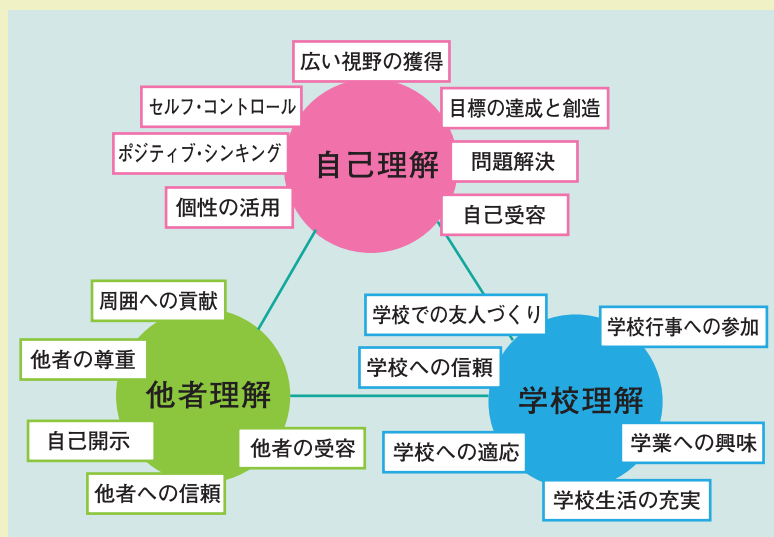 広い視野の獲得
セルフ・コントロール
目標の達成と創造
ポジティブ・シンキング
自己理解
問題解決
個性の活用
自己受容
周囲への貢献
他者の尊重
他者理解
自己開示
他者の受容
他者への信頼
学校での友人づくり
学校行事への参加
学校への信頼
学校理解
学校への適応
学業への興味
学校生活の充実